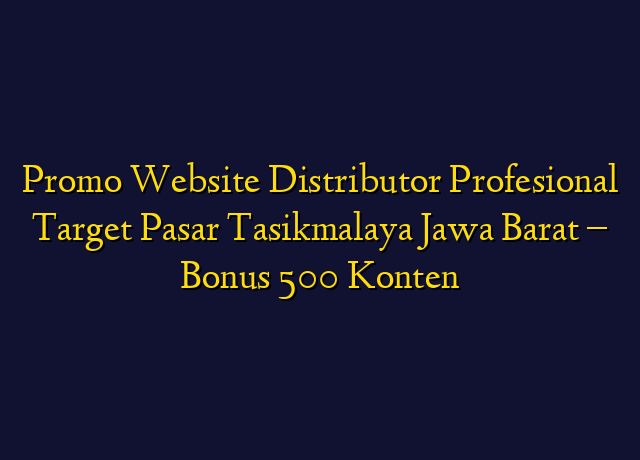 Promo Website Distributor Profesional
Target Pasar Tasikmalaya Jawa Barat –
Bonus 500 Konten